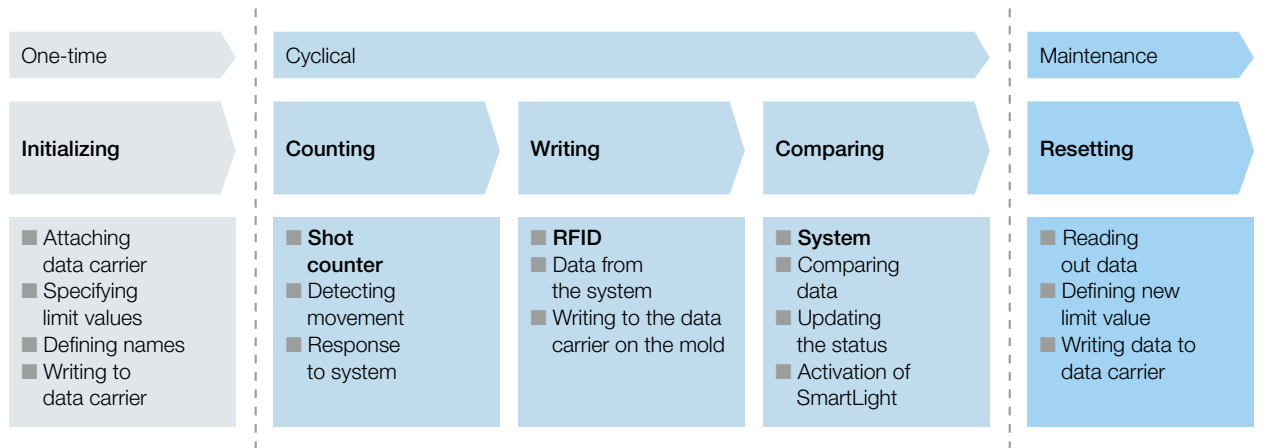 One-time
Cyclical
Maintenance
Initializing
Counting
Writing
Comparing
Resetting
■ Attaching
data carrier
■ Specifying
limit values
■ Defining names
■ Writing to
data carrier
■ Shot
counter
■ Detecting
movement
■ Response
to system
■ RFID
■ Data from
the system
■ Writing to the data
carrier on the mold
■ System
■ Comparing
data
■ Updating
the status
■ Activation of
SmartLight
■ Reading
out data
■ Defining new
limit value
■ Writing data to
data carrier